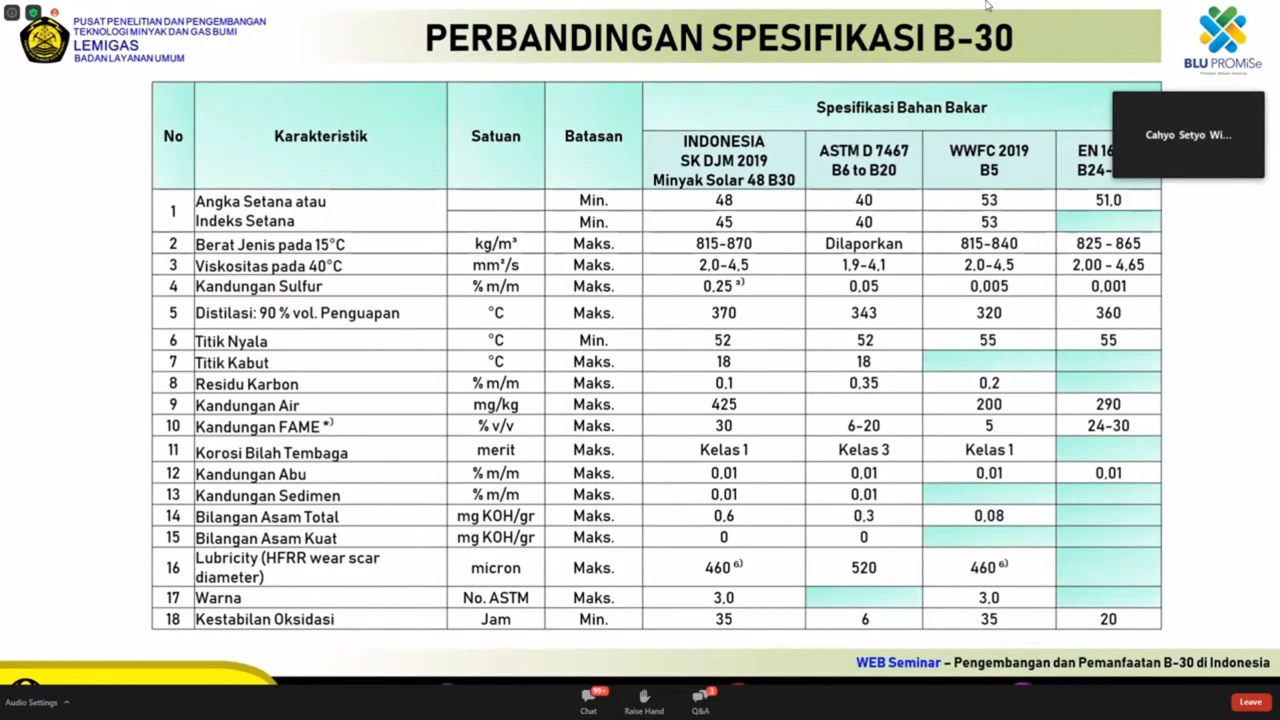 PUSAT PENELITIAN DAN PENGEMBANGAN
TEKNOLOGI MINYAK DAN GAS BUMI
LEMIGAS
BADAN LAYANAN UMUM
PERBANDINGAN SPESIFIKASI B-30
BLU PROMiSe
Cahyo Setyo Wi...
No Karakteristik Satuan Batasan Spesifikasi Bahan Bakar
INDONESIA SK DJM 2019 Minyak Solar 48 B30
ASTM D 7467 B6 to B20
WWFC 2019 B5
EN B24-
1 Angka Setana atau Min. 48 40 53 51,0
Indeks Setana Min. 45 40 53
2 Berat Jenis pada 15°C kg/m³ Maks. 815-870 Dilaporkan 815-840 825 - 865
3 Viskositas pada 40°C mm²/s Maks. 2,0-4,5 1,9-4,1 2,0-4,5 2,00 - 4,65
4 Kandungan Sulfur % m/m Maks. 0,25 ³⁾ 0,05 0,005 0,001
5 Distilasi: 90 % vol. Penguapan °C Maks. 370 343 320 360
6 Titik Nyala °C Min. 52 52 55 55
7 Titik Kabut °C Maks. 18 18
8 Residu Karbon % m/m Maks. 0,1 0,35 0,2
9 Kandungan Air mg/kg Maks. 425 200 290
10 Kandungan FAME *⁾ % v/v Maks. 30 6-20 5 24-30
11 Korosi Bilah Tembaga merit Maks. Kelas 1 Kelas 3 Kelas 1
12 Kandungan Abu % m/m Maks. 0,01 0,01 0,01 0,01
13 Kandungan Sedimen % m/m Maks. 0,01 0,01
14 Bilangan Asam Total mg KOH/gr Maks. 0,6 0,3 0,08
15 Bilangan Asam Kuat mg KOH/gr Maks. 0 0
16 Lubricity (HFRR wear scar diameter) micron Maks. 460 ⁶⁾ 520 460 ⁶⁾
17 Warna No. ASTM Maks. 3,0 3,0
18 Kestabilan Oksidasi Jam Min. 35 6 35 20
WEB Seminar – Pengembangan dan Pemanfaatan B-30 di Indonesia
Audio Settings
99+
Chat
Raise Hand
3
Q&A
Leave